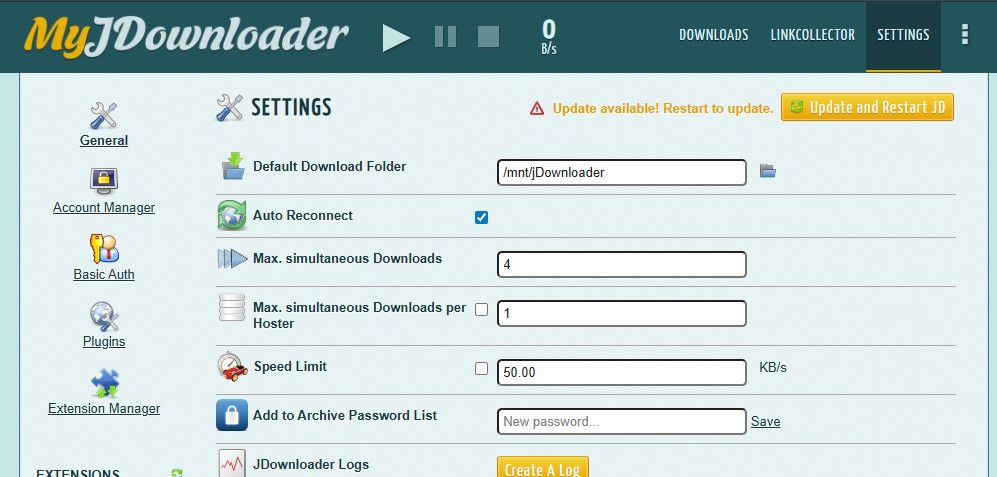 MyJDownloader
0
B/s
DOWNLOADS
LINKCOLLECTOR
SETTINGS
General
Account Manager
Basic Auth
Plugins
Extension Manager
EXTENSIONS
SETTINGS
Update available! Restart to update.
Update and Restart JD
Default Download Folder
/mnt/jDownloader
Auto Reconnect
Max. simultaneous Downloads
4
Max. simultaneous Downloads per
Hoster
1
Speed Limit
50.00
KB/s
Add to Archive Password List
New password...
Save
JDownloader Logs
Create A Log